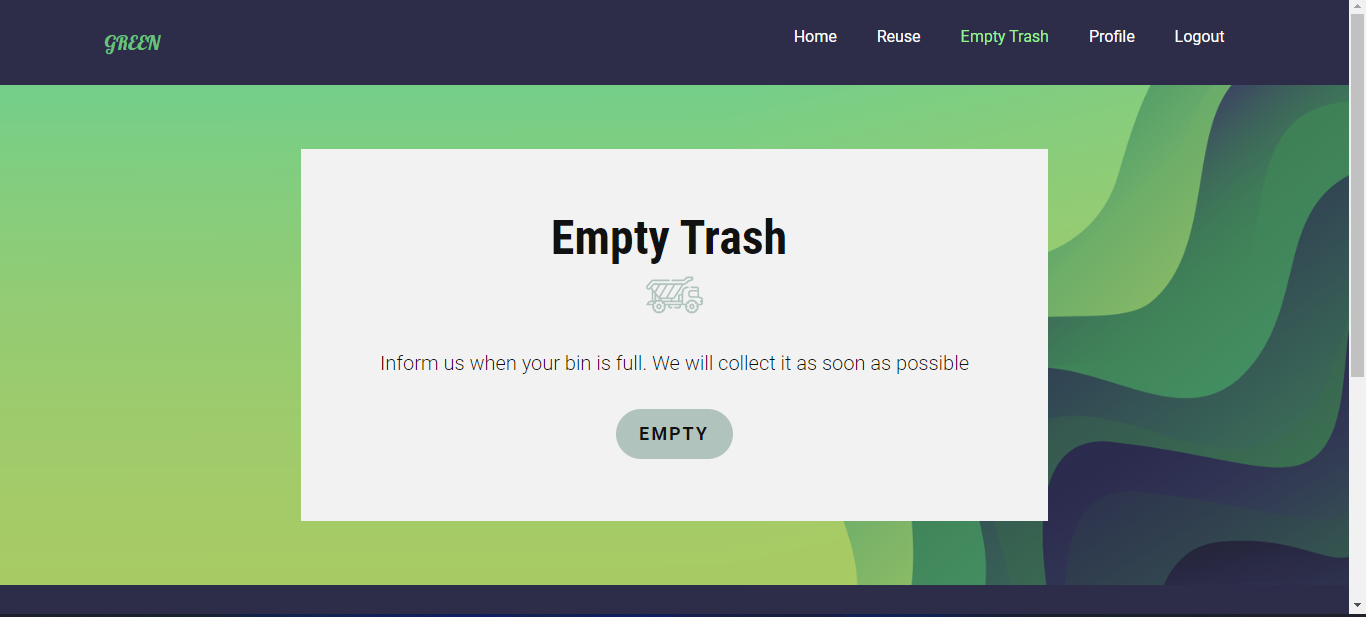 GREEN
Home Reuse Empty Trash Profile Logout
Empty Trash
Inform us when your bin is full. We will collect it as soon as possible
EMPTY